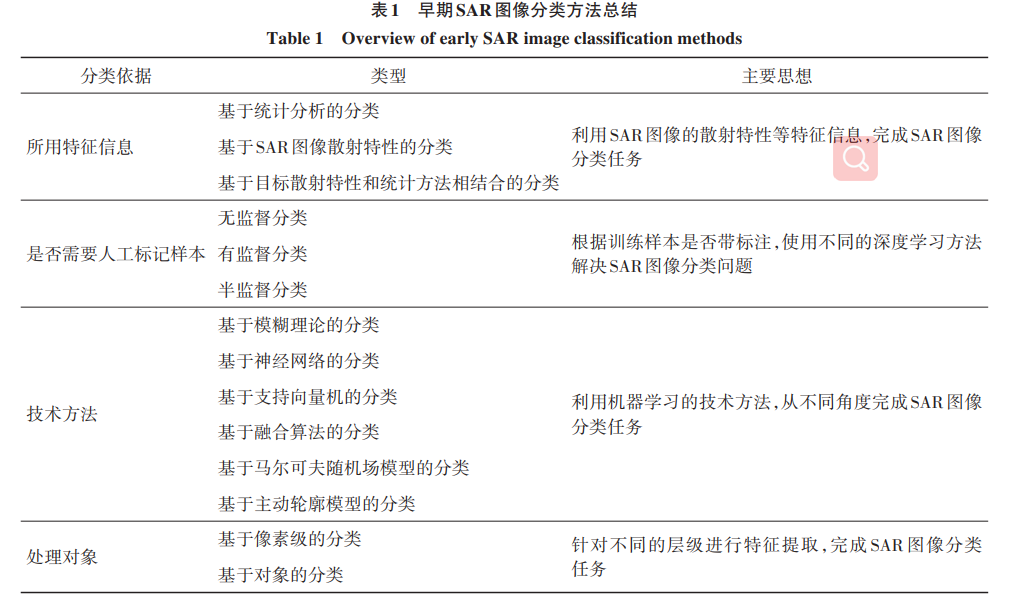 表1 早期SAR图像分类方法总结
Table 1 Overview of early SAR image classification methods
分类依据 类型 主要思想
所用特征信息
基于统计分析的分类
基于SAR图像散射特性的分类
基于目标散射特性和统计方法相结合的分类
利用SAR图像的散射特性等特征信息,完成SAR图像
分类任务
是否需要人工标记样本
无监督分类
有监督分类
半监督分类
根据训练样本是否带标注,使用不同的深度学习方法
解决SAR图像分类问题
技术方法
基于模糊理论的分类
基于神经网络的分类
基于支持向量机的分类
基于融合算法的分类
基于马尔可夫随机场模型的分类
基于主动轮廓模型的分类
利用机器学习的技术方法,从不同角度完成SAR图像
分类任务
处理对象
基于像素级的分类
基于对象的分类
针对不同的层级进行特征提取,完成SAR图像分类
任务